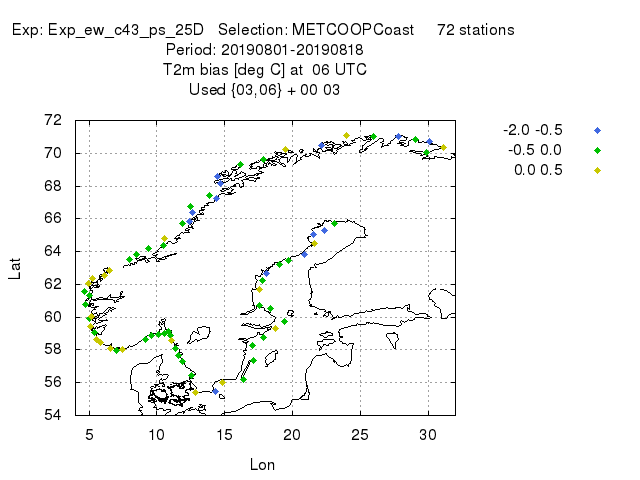 Exp: Exp_ew_c43_ps_25D Selection: METCOOPCoast 72 stations
Period: 20190801-20190818
T2m bias [deg C] at 06 UTC
Used {03,06} + 00 03
-2.0 -0.5
-0.5 0.0
0.0 0.5
72
70
68
66
64
62
60
58
56
54
Lat
5 10 15 20 25 30
Lon